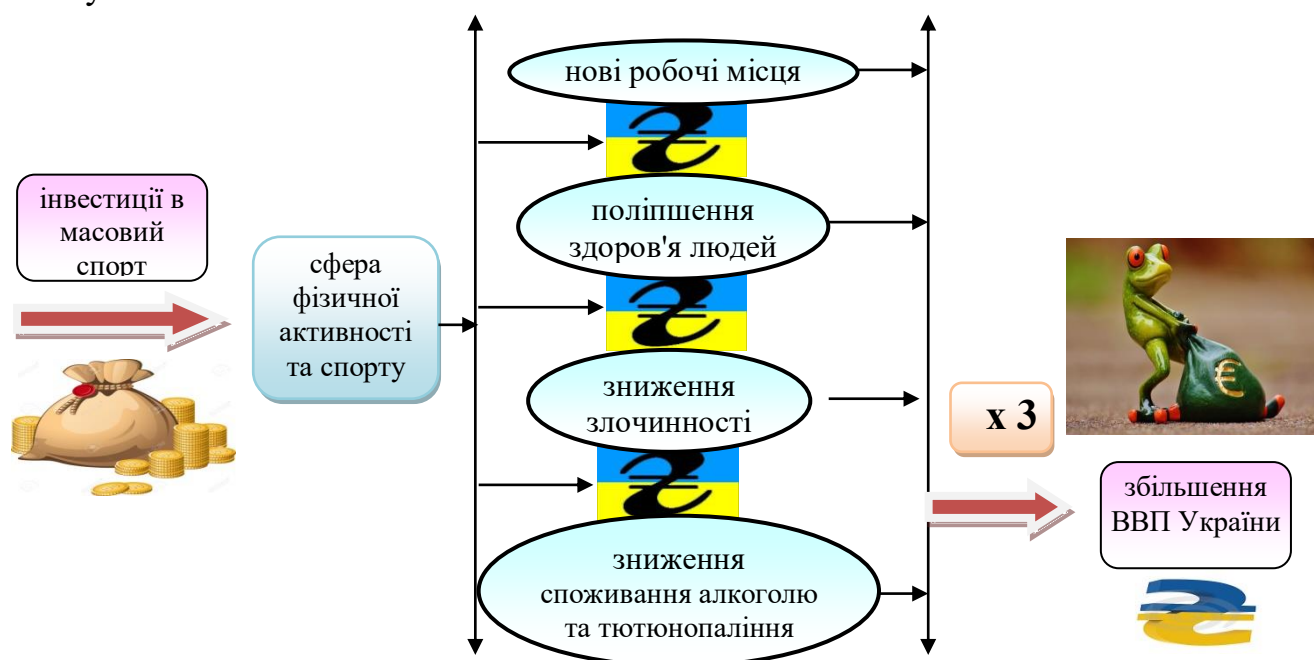 нові робочі місця
інвестиції в
масовий
спорт
сфера
фізичної
активності
та спорту
поліпшення
здоров'я людей
зниження
злочинності
зниження
споживання алкоголю
та тютюнопаління
х 3
€
збільшення
ВВП України